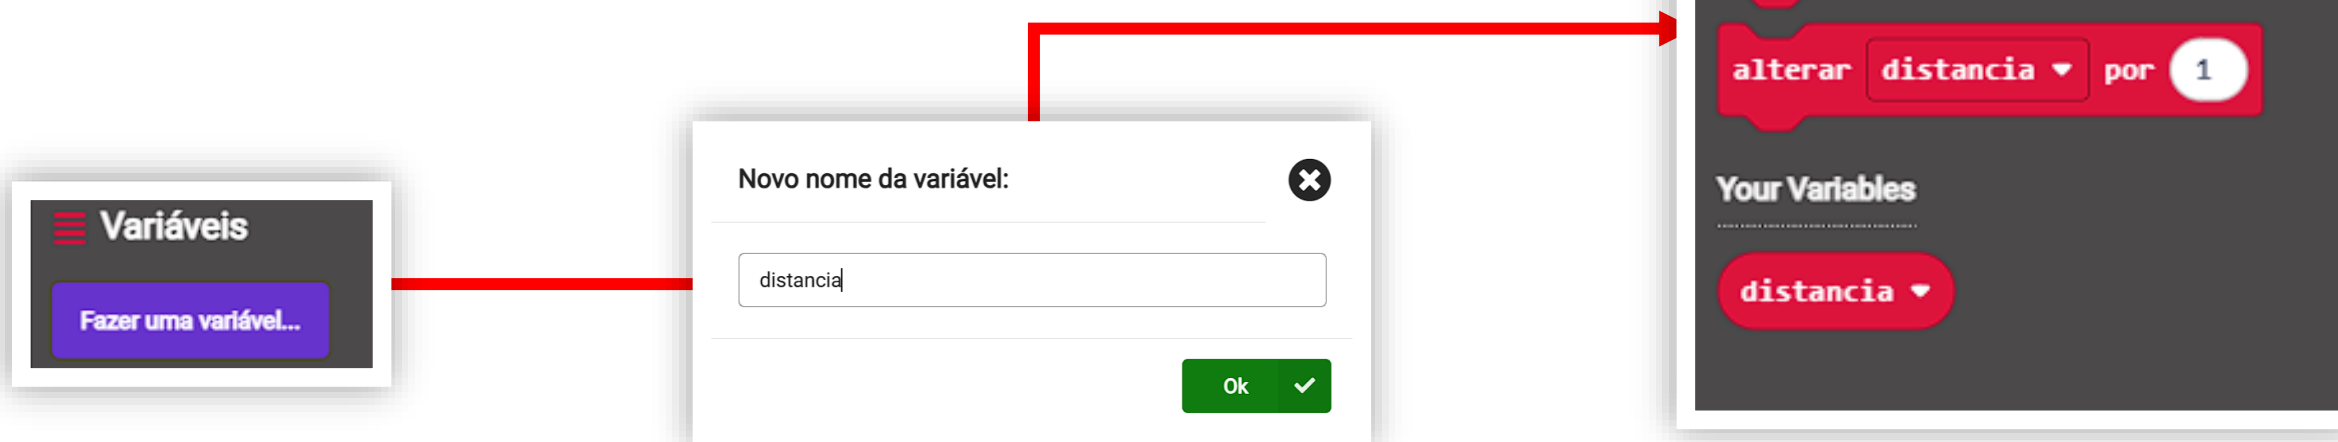 Variáveis
Fazer uma variável...
Novo nome da variável:
distancia
Ok
alterar distancia por 1
Your Variables
distancia